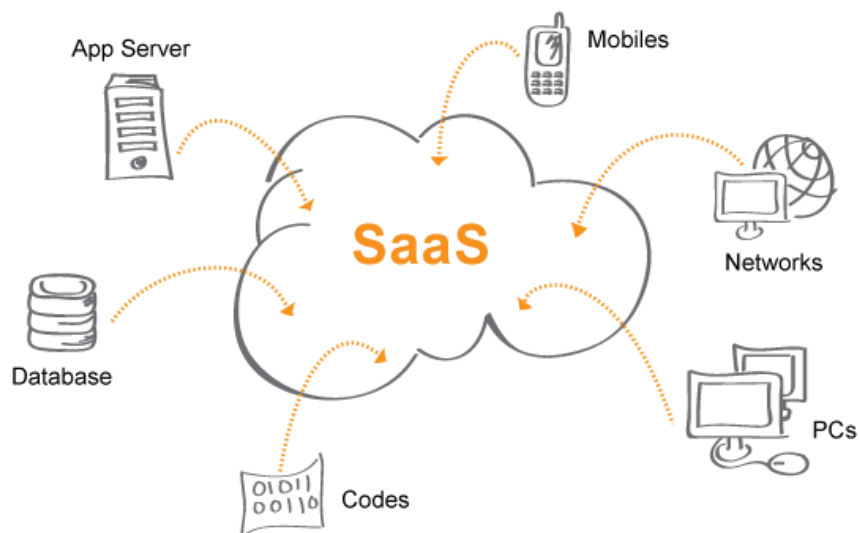 App Server
Mobiles
SaaS
Networks
Database
PCs
Codes
01011
00110